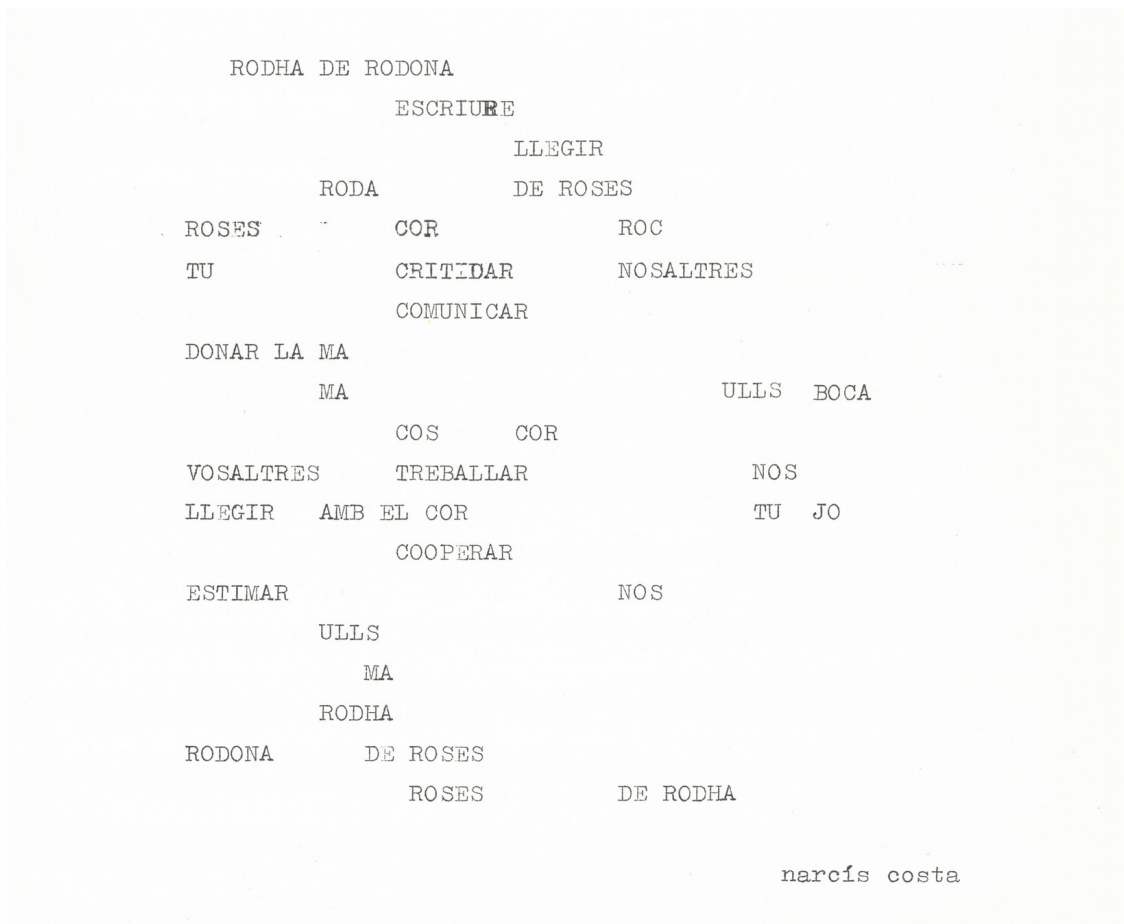 RODHA DE RODONA
ESCRIURE
LLEGIR
RODA DE ROSES
ROSES COR ROC
TU CRITIDAR NOSALTRES
COMUNICAR
DONAR LA MA
MA ULLS BOCA
COS COR
VOSALTRES TREBALLAR NOS
LLEGIR AMB EL COR TU JO
COOPERAR
ESTIMAR NOS
ULLS
MA
RODHA
RODONA DE ROSES
ROSES DE RODHA
narcís costa